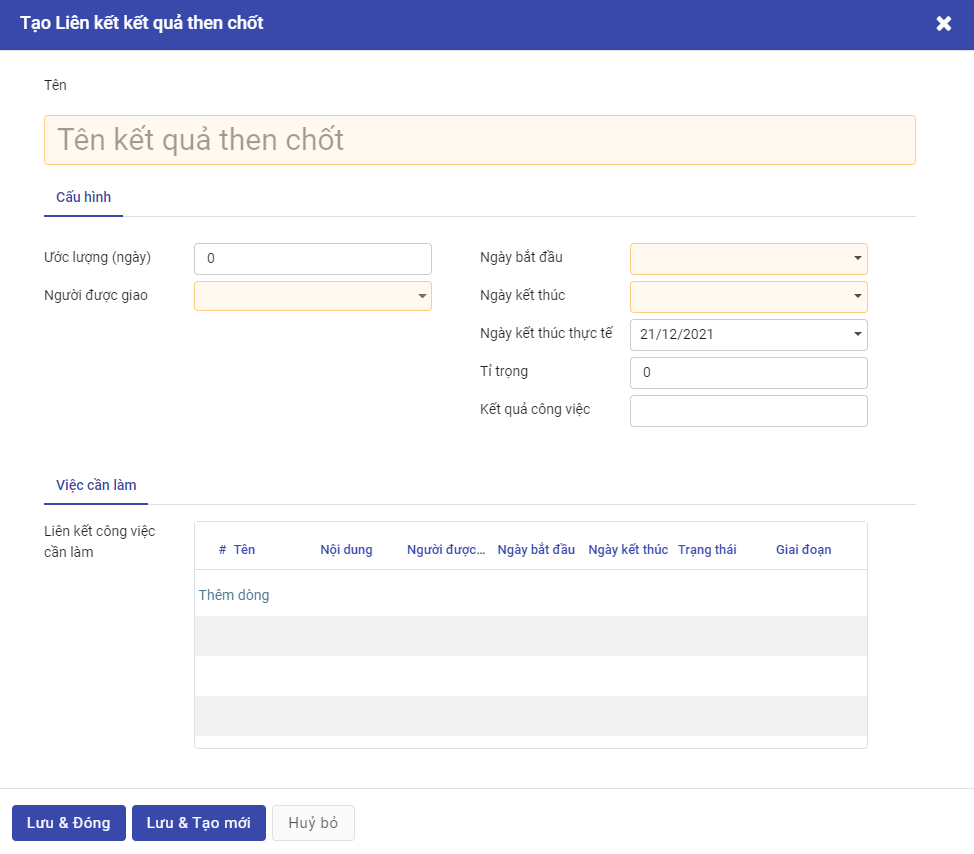 Tạo Liên kết kết quả then chốt
Tên
Tên kết quả then chốt
Cấu hình
Ước lượng (ngày) 0
Người được giao
Ngày bắt đầu
Ngày kết thúc
Ngày kết thúc thực tế 21/12/2021
Tỉ trọng 0
Kết quả công việc
Việc cần làm
Liên kết công việc
cần làm
# Tên Nội dung Người được... Ngày bắt đầu Ngày kết thúc Trạng thái Giai đoạn
Thêm dòng
Lưu & Đóng Lưu & Tạo mới Huỷ bỏ